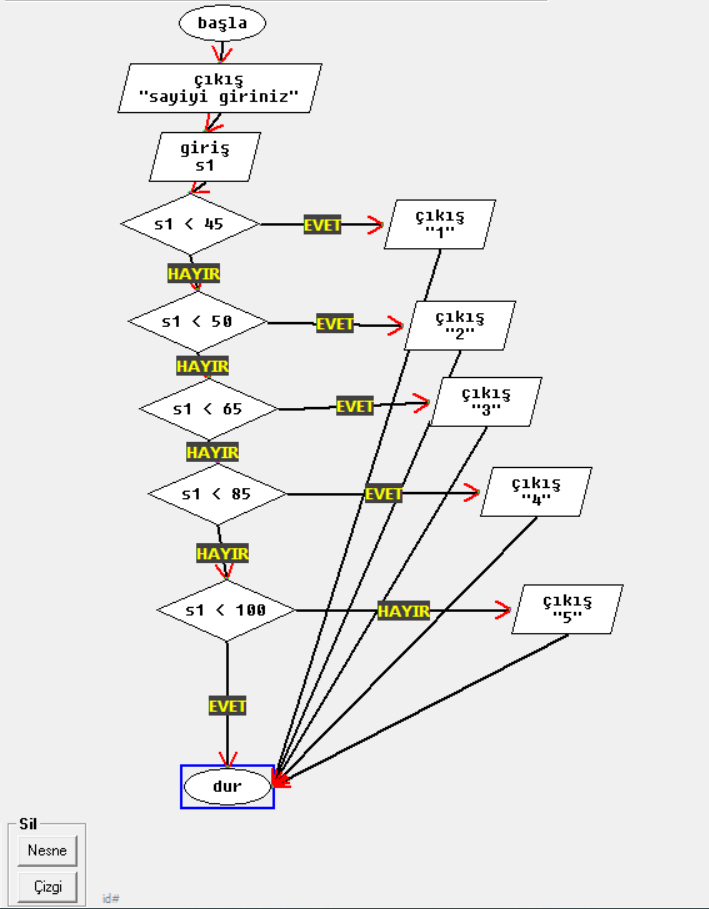 başla
çıkış
"sayiyi giriniz"
giriş
s1
s1 < 45
EVET
çıkış
"1"
HAYIR
s1 < 50
EVET
çıkış
"2"
HAYIR
s1 < 65
EVET
çıkış
"3"
HAYIR
s1 < 85
EVET
çıkış
"4"
HAYIR
s1 < 100
HAYIR
çıkış
"5"
EVET
dur
Sil
Nesne
Çizgi
id#